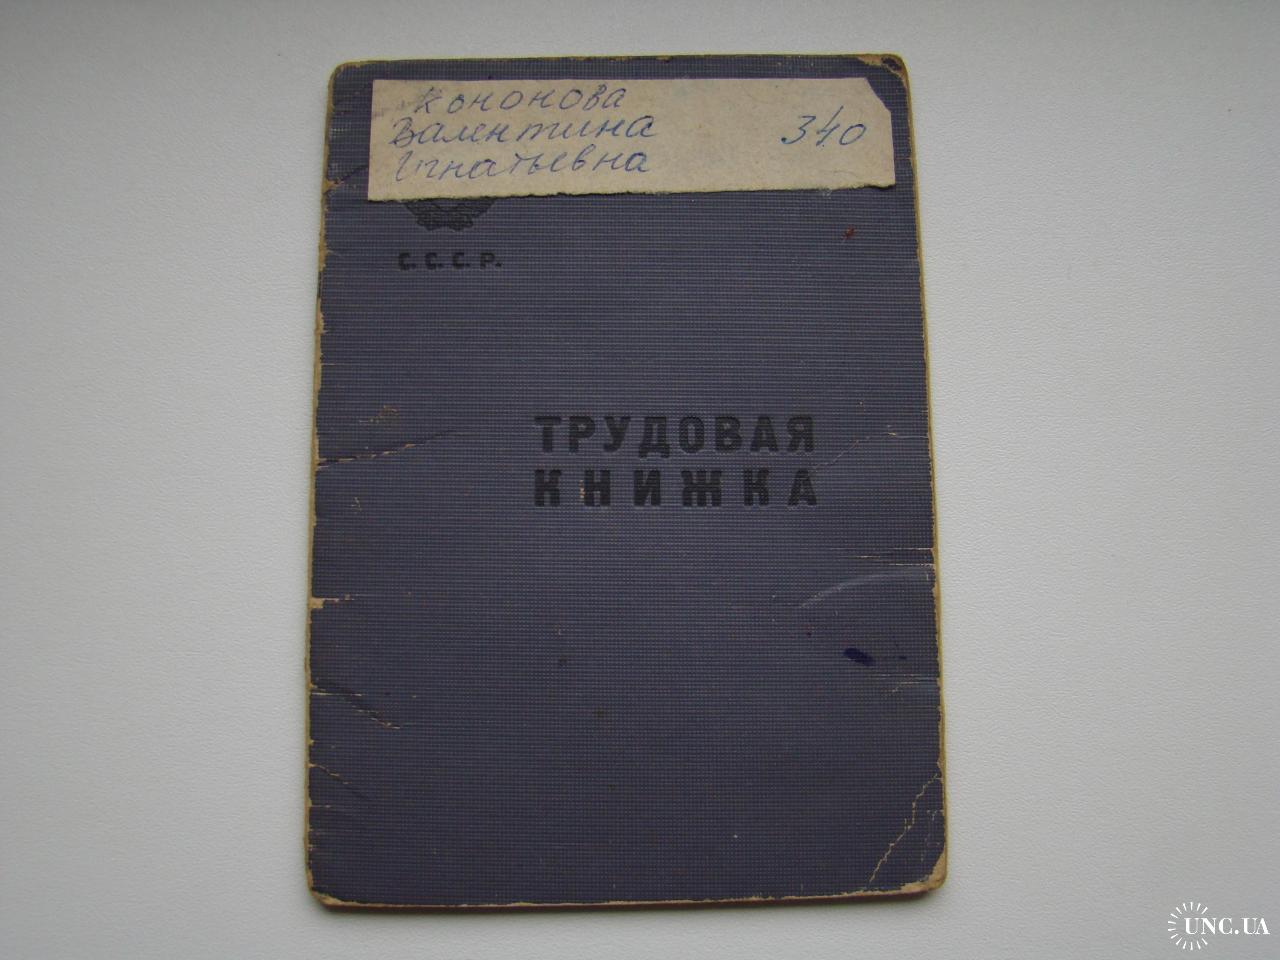 Кононова
Валентина
Игнатьевна
340
С. С. С. Р.
ТРУДОВАЯ
КНИЖКА
UNC.UA